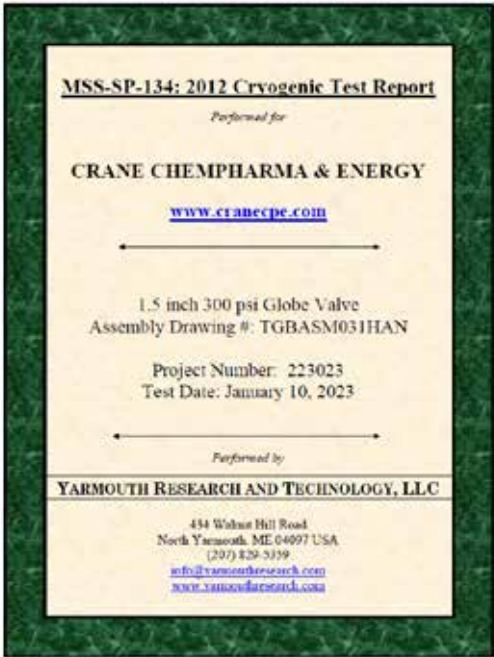 MSS-SP-134: 2012 Cryogenic Test Report
Performed for
CRANE CHEMPHARMA & ENERGY
www.cranecpe.com
1.5 inch 300 psi Globe Valve
Assembly Drawing #: TGBASM031HAN
Project Number: 223023
Test Date: January 10, 2023
Performed by
YARMOUTH RESEARCH AND TECHNOLOGY, LLC
434 Walnut Hill Road
North Yarmouth, ME 04097 USA
(207) 829-5359
info@yarmouthresearch.com
www.yarmouthresearch.com